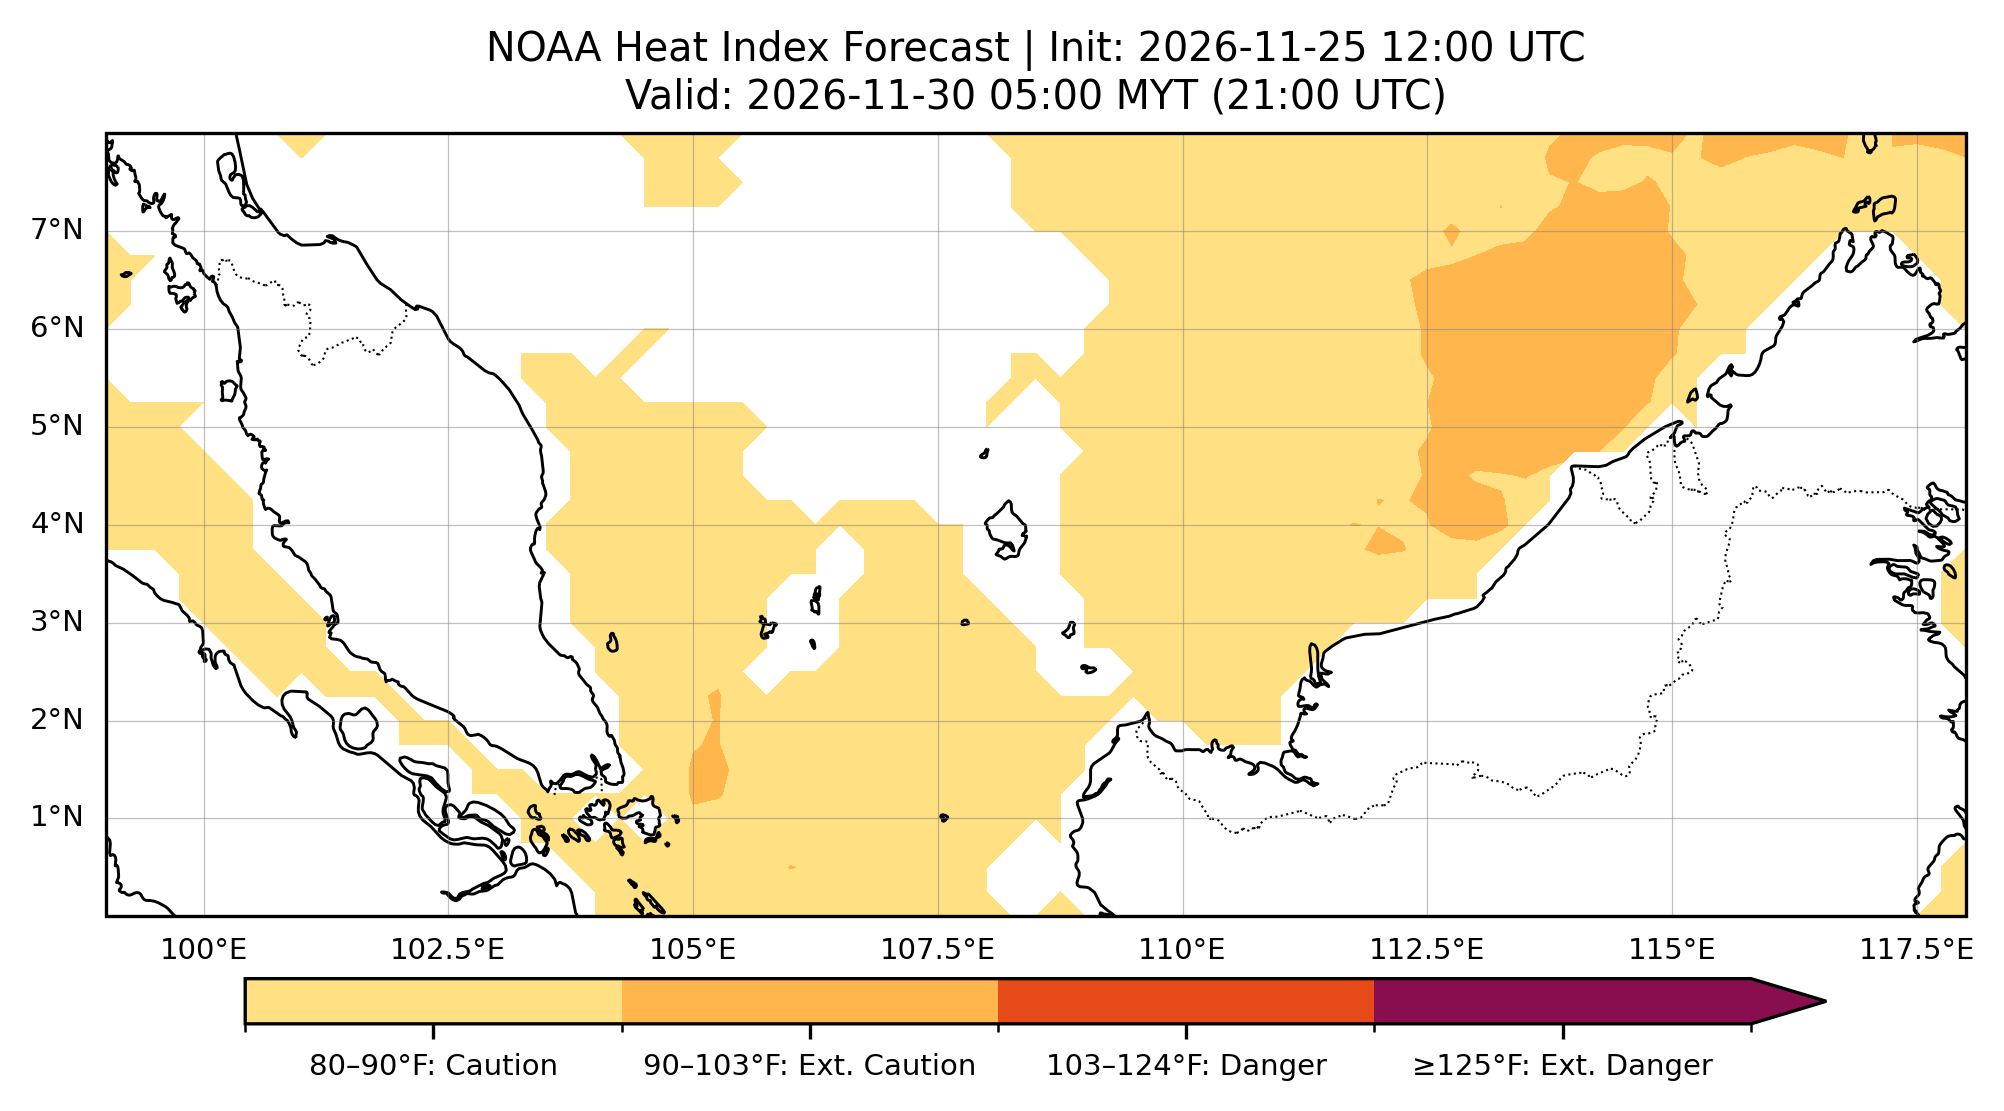 NOAA Heat Index Forecast | Init: 2026-11-25 12:00 UTC
Valid: 2026-11-30 05:00 MYT (21:00 UTC)
7°N
6°N
5°N
4°N
3°N
2°N
1°N
100°E 102.5°E 105°E 107.5°E 110°E 112.5°E 115°E 117.5°E
80–90°F: Caution 90–103°F: Ext. Caution 103–124°F: Danger ≥125°F: Ext. Danger